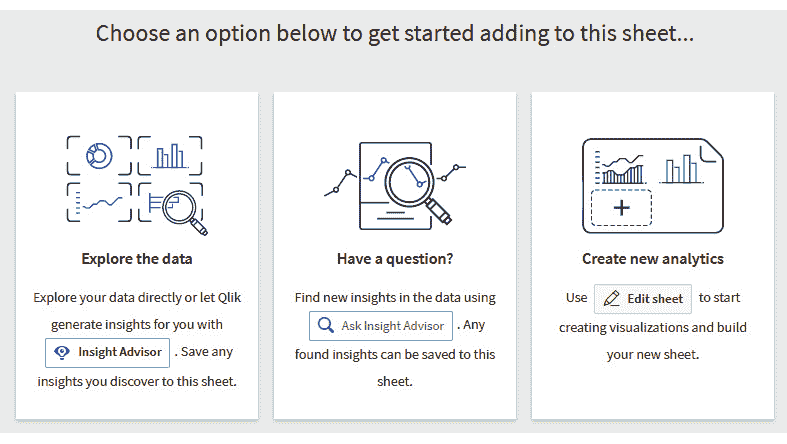 Choose an option below to get started adding to this sheet...
Explore the data
Explore your data directly or let Qlik
generate insights for you with
Insight Advisor . Save any
insights you discover to this sheet.
Have a question?
Find new insights in the data using
Ask Insight Advisor . Any
found insights can be saved to this
sheet.
Create new analytics
Use Edit sheet to start
creating visualizations and build
your new sheet.